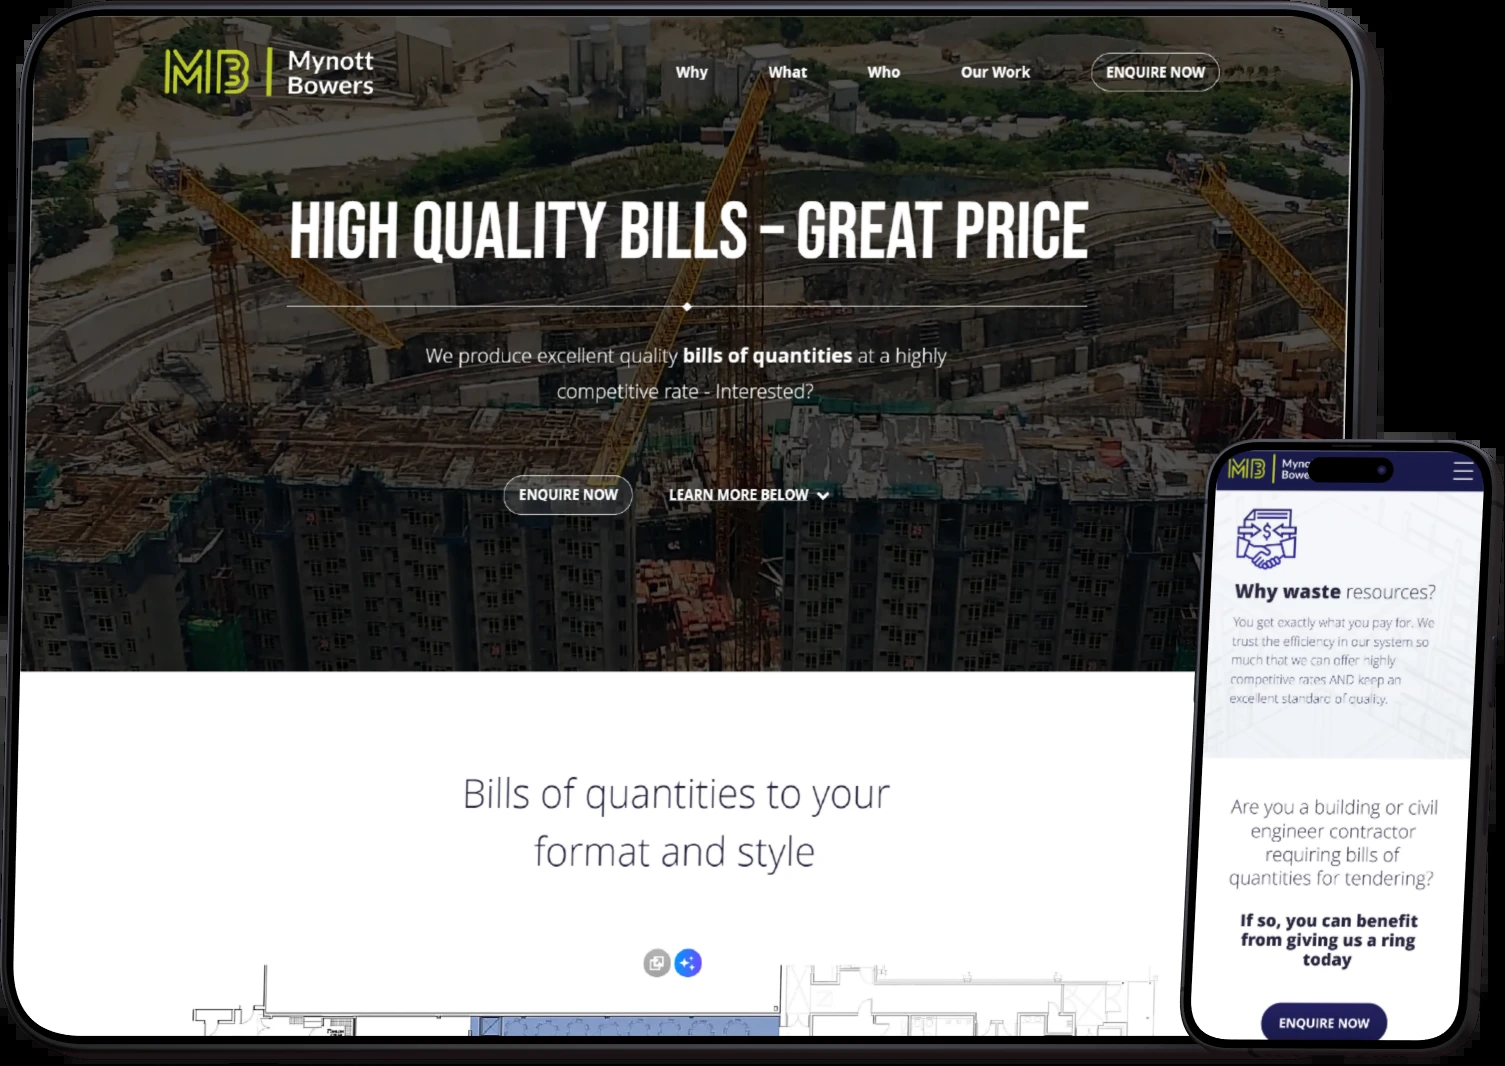 MB | Mynott
Bowers
Why What Who Our Work ENQUIRE NOW
HIGH QUALITY BILLS – GREAT PRICE
We produce excellent quality bills of quantities at a highly
competitive rate - Interested?
ENQUIRE NOW LEARN MORE BELOW
Bills of quantities to your
format and style
MB
Why waste resources?
You get exactly what you pay for. We
trust the efficiency in our system so
much that we can offer highly
competitive rates AND keep an
excellent standard of quality.
Are you a building or civil
engineer contractor
requiring bills of
quantities for tendering?
If so, you can benefit
from giving us a ring
today
ENQUIRE NOW